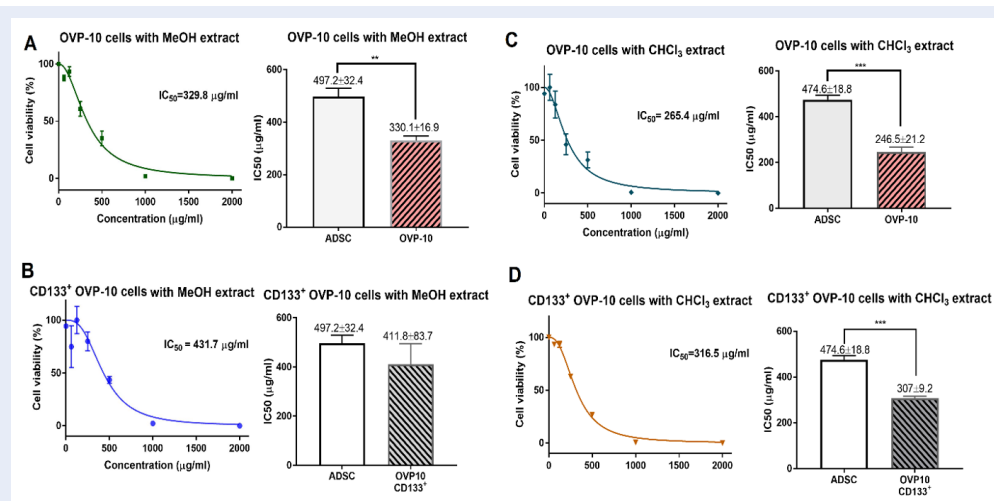 A
OVP-10 cells with MeOH extract
Cell viability (%)
100
50
0
IC50=329.8 μg/ml
0 500 1000 1500 2000
Concentration (μg/ml)
OVP-10 cells with MeOH extract
IC50 (μg/ml)
600
400
200
0
**
497.2±32.4
330.1±16.9
ADSC OVP-10
B
CD133+ OVP-10 cells with MeOH extract
Cell viability (%)
100
50
0
IC50 = 431.7 μg/ml
0 500 1000 1500 2000
Concentration (μg/ml)
CD133+ OVP-10 cells with MeOH extract
IC50 (μg/ml)
600
400
200
0
497.2±32.4
411.8±83.7
ADSC OVP10
CD133+
C
OVP-10 cells with CHCl3 extract
Cell viability (%)
100
50
0
IC50= 265.4 μg/ml
0 500 1000 1500 2000
Concentration (μg/ml)
OVP-10 cells with CHCl3 extract
IC50 (μg/ml)
600
400
200
0
***
474.6±18.8
246.5±21.2
ADSC OVP-10
D
CD133+ OVP-10 cells with CHCl3 extract
Cell viability (%)
100
50
0
IC50=316.5 μg/ml
0 500 1000 1500 2000
Concentration (μg/ml)
CD133+ OVP-10 cells with CHCl3 extract
IC50 (μg/ml)
600
400
200
0
***
474.6±18.8
307±9.2
ADSC OVP10
CD133+